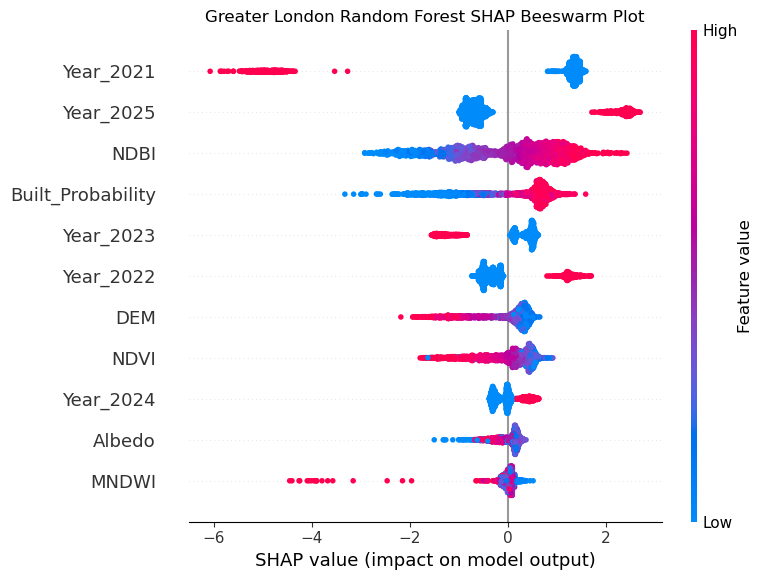 Greater London Random Forest SHAP Beeswarm Plot
High
Year_2021
Year_2025
NDBI
Built_Probability
Year_2023
Year_2022
DEM
NDVI
Year_2024
Albedo
MNDWI
Feature value
Low
−6 −4 −2 0 2
SHAP value (impact on model output)